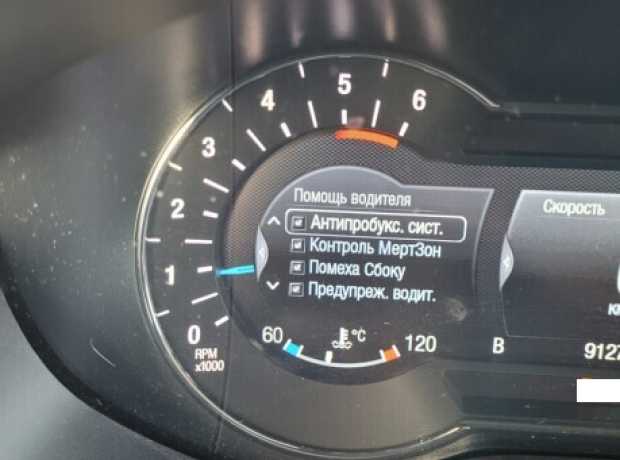 5
4
6
3
2
1
0
RPM
x1000
Помощь водителя
Антипробукс. сист.
Контроль МертЗон
Помеха Сбоку
Предупреж. водит.
60
°C
120
Скорость
B
9127